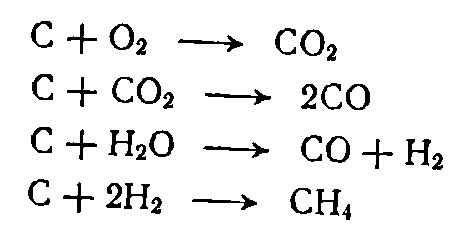 C + O₂ ⟶ CO₂
C + CO₂ ⟶ 2CO
C + H₂O ⟶ CO + H₂
C + 2H₂ ⟶ CH₄